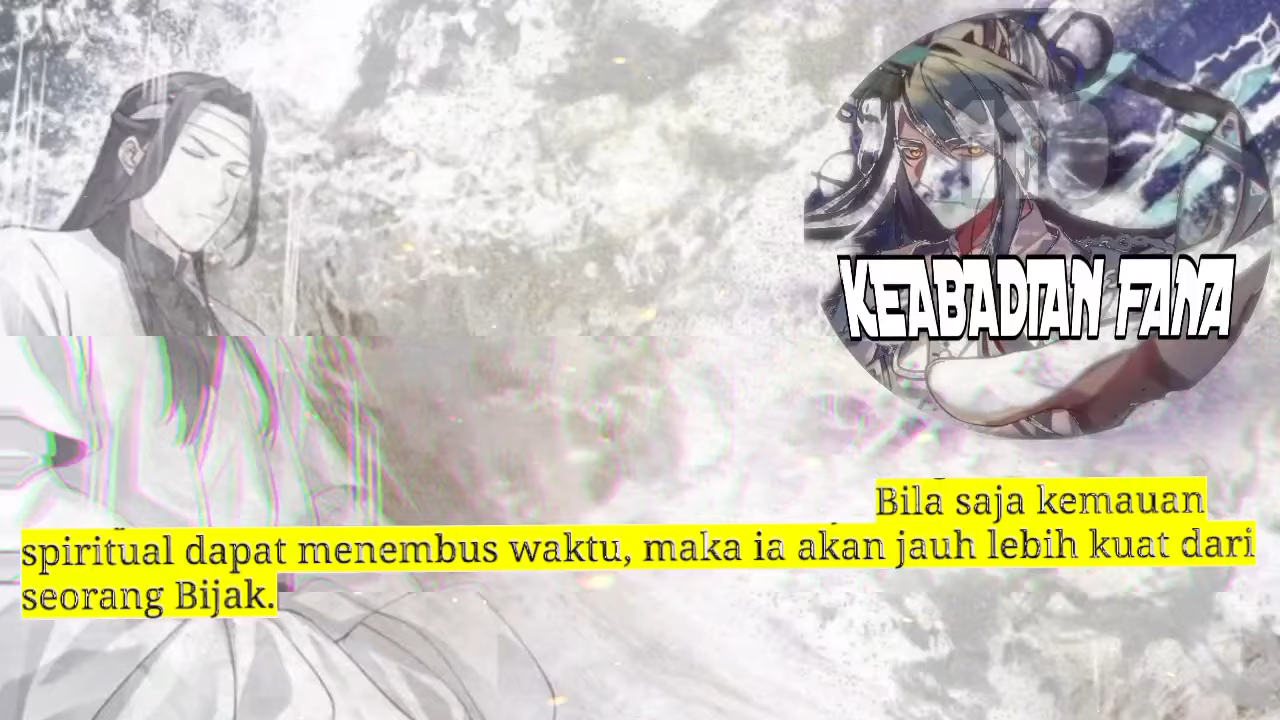 KEABADIAN FANA
Bila saja kemauan
spiritual dapat menembus waktu, maka ia akan jauh lebih kuat dari
seorang Bijak.